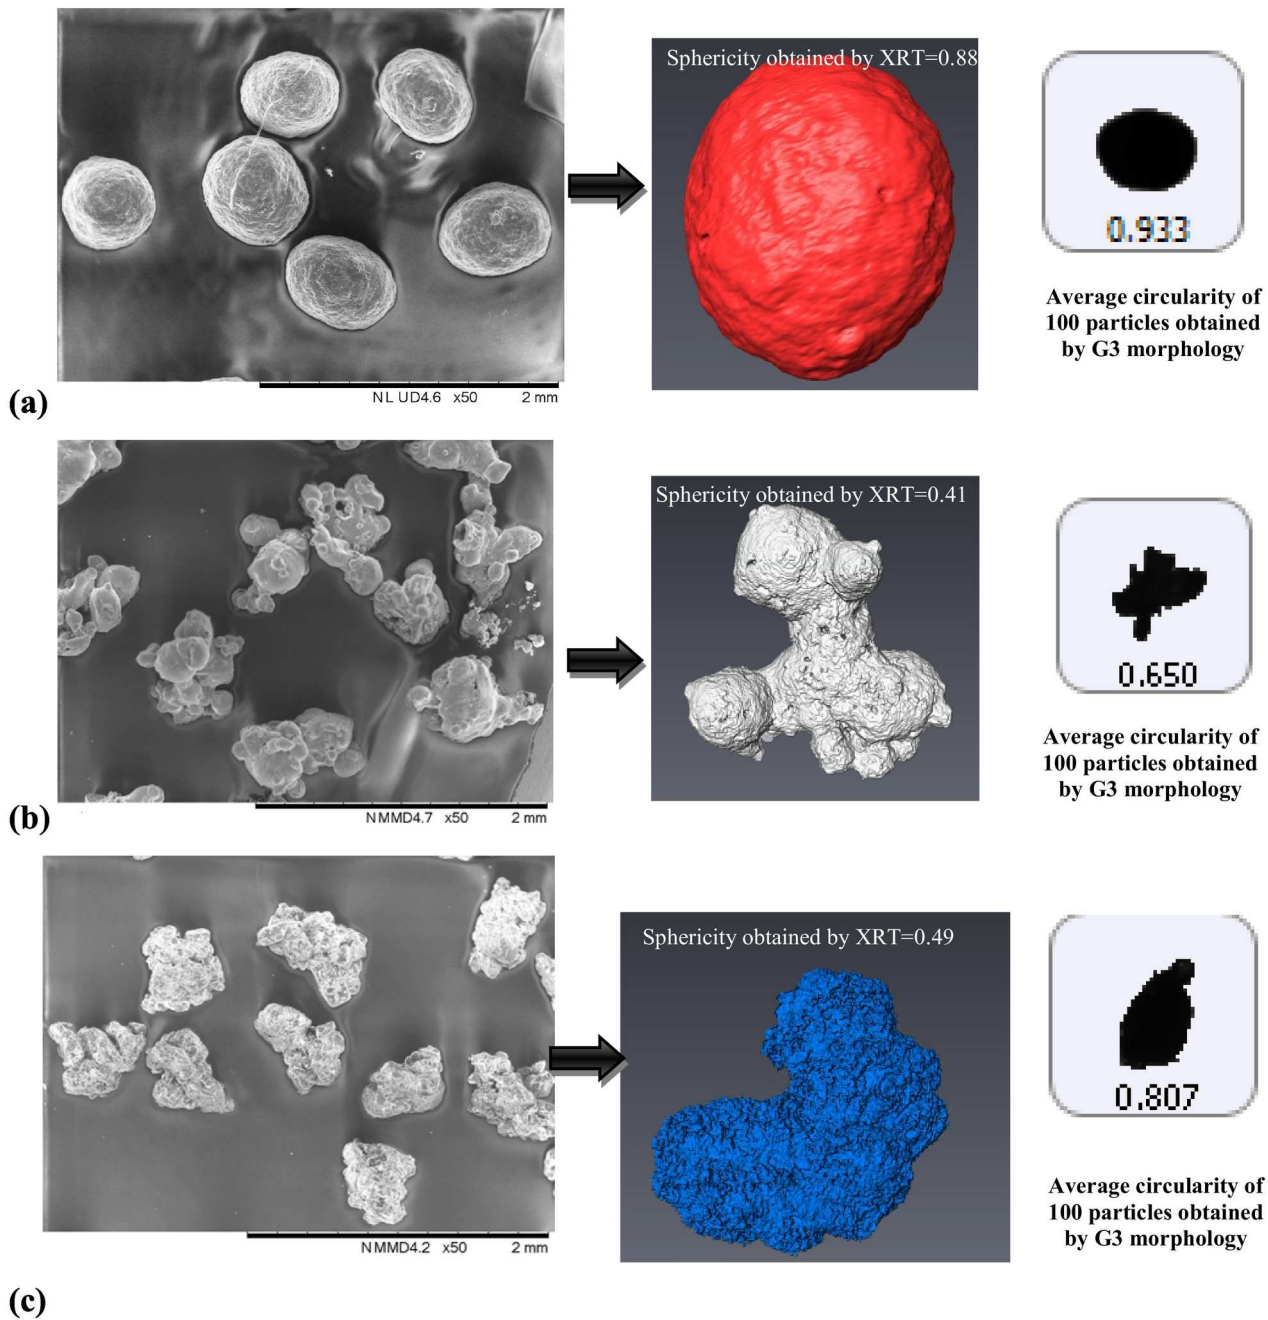 Sphericity obtained by XRT=0.88
0.933
Average circularity of
100 particles obtained
by G3 morphology
NL UD4.6 x50 2 mm
(a)
Sphericity obtained by XRT=0.41
0.650
Average circularity of
100 particles obtained
by G3 morphology
NMMD4.7 x50 2 mm
(b)
Sphericity obtained by XRT=0.49
0.807
Average circularity of
100 particles obtained
by G3 morphology
NMMD4.2 x50 2 mm
(c)